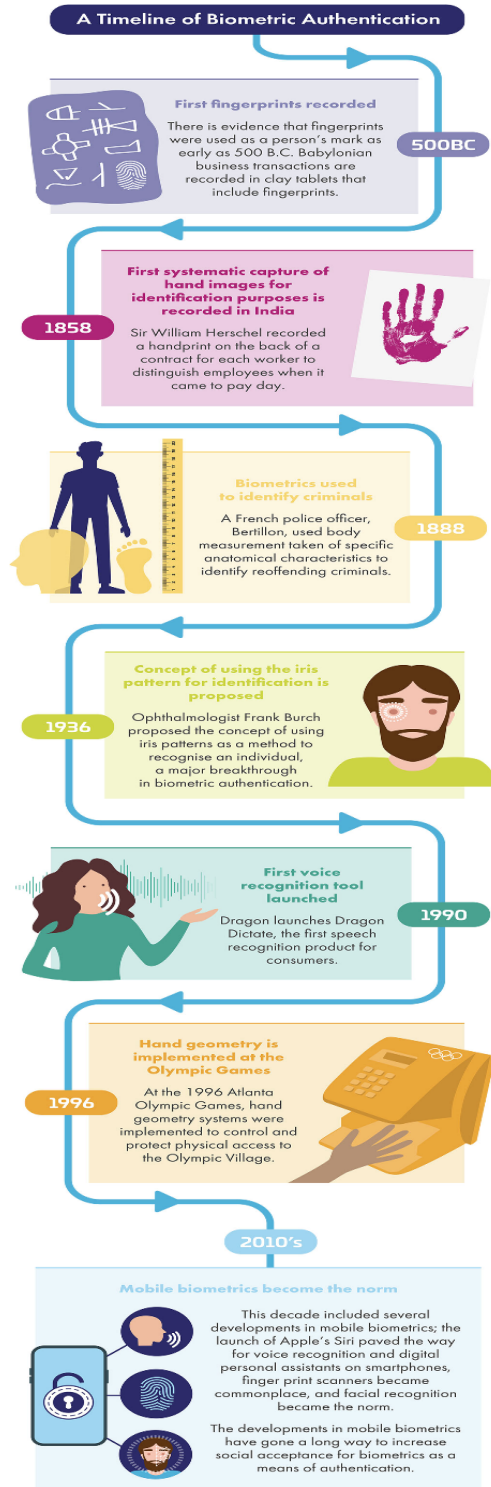 A Timeline of Biometric Authentication
First fingerprints recorded
There is evidence that fingerprints
were used as a person's mark as
early as 500 B.C. Babylonian
business transactions are
recorded in clay tablets that
include fingerprints.
500BC
First systematic capture of
hand images for
identification purposes is
recorded in India
1858
Sir William Herschel recorded
a handprint on the back of a
contract for each worker to
distinguish employees when it
came to pay day.
Biometrics used
to identify criminals
A French police officer,
Bertillon, used body
measurement taken of specific
anatomical characteristics to
identify reoffending criminals.
1888
Concept of using the iris
pattern for identification is
proposed
1936
Ophthalmologist Frank Burch
proposed the concept of using
iris patterns as a method to
recognise an individual,
a major breakthrough
in biometric authentication.
First voice
recognition tool
launched
1990
Dragon launches Dragon
Dictate, the first speech
recognition product for
consumers.
Hand geometry is
implemented at the
Olympic Games
1996
At the 1996 Atlanta
Olympic Games, hand
geometry systems were
implemented to control and
protect physical access to
the Olympic Village.
2010's
Mobile biometrics become the norm
This decade included several
developments in mobile biometrics; the
launch of Apple's Siri paved the way
for voice recognition and digital
personal assistants on smartphones,
finger print scanners became
commonplace, and facial recognition
became the norm.
The developments in mobile biometrics
have gone a long way to increase
social acceptance for biometrics as a
means of authentication.